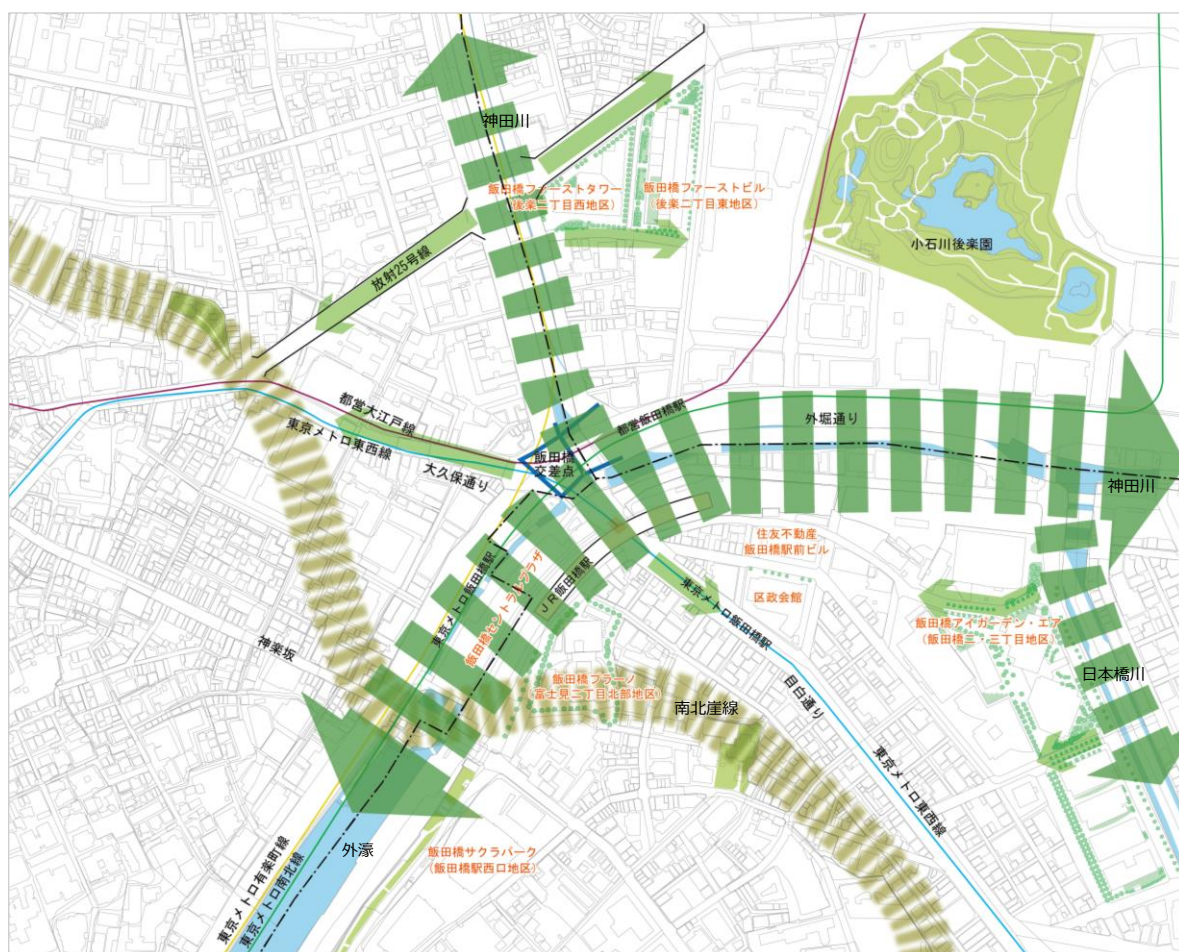 神田川
飯田橋ファーストタワー
(後楽二丁目西地区)
飯田橋ファーストビル
(後楽二丁目東地区)
小石川後楽園
放射25号線
都営大江戸線
東京メトロ東西線
大久保通り
飯田橋
交差点
都営飯田橋駅
外堀通り
神田川
住友不動産
飯田橋駅前ビル
区政会館
東京メトロ飯田橋駅
飯田橋セントラルプラザ
JR飯田橋駅
東京メトロ飯田橋駅
飯田橋アイガーデン・エア
(飯田橋二・三丁目地区)
日本橋川
神楽坂
飯田橋プラーノ
(富士見二丁目北部地区)
南北崖線
目白通り
東京メトロ東西線
外濠
飯田橋サクラパーク
(飯田橋駅西口地区)
東京メトロ有楽町線
東京メトロ南北線